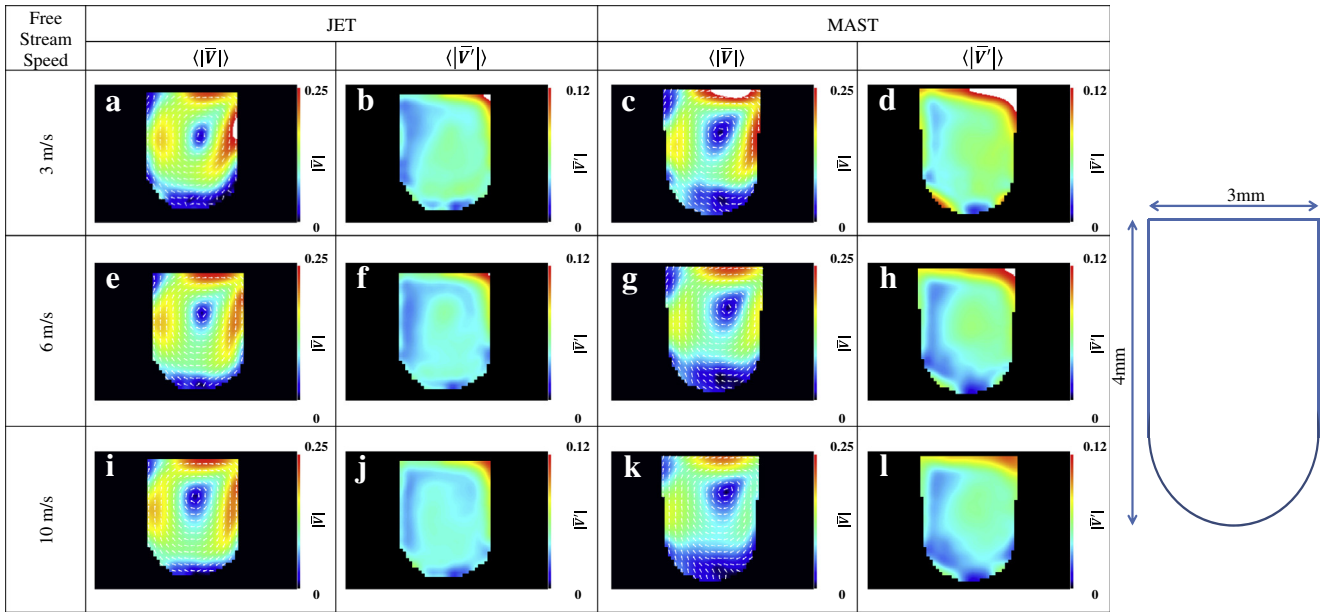 Free Stream Speed
JET
MAST
⟨|V̅|⟩
⟨|V̅′|⟩
⟨|V̅|⟩
⟨|V̅′|⟩
3 m/s
a
0.25
|V̅|
0
b
0.12
|V̅′|
0
c
0.25
|V̅|
0
d
0.12
|V̅′|
0
6 m/s
e
0.25
|V̅|
0
f
0.12
|V̅′|
0
g
0.25
|V̅|
0
h
0.12
|V̅′|
0
10 m/s
i
0.25
|V̅|
0
j
0.12
|V̅′|
0
k
0.25
|V̅|
0
l
0.12
|V̅′|
0
3mm
4mm